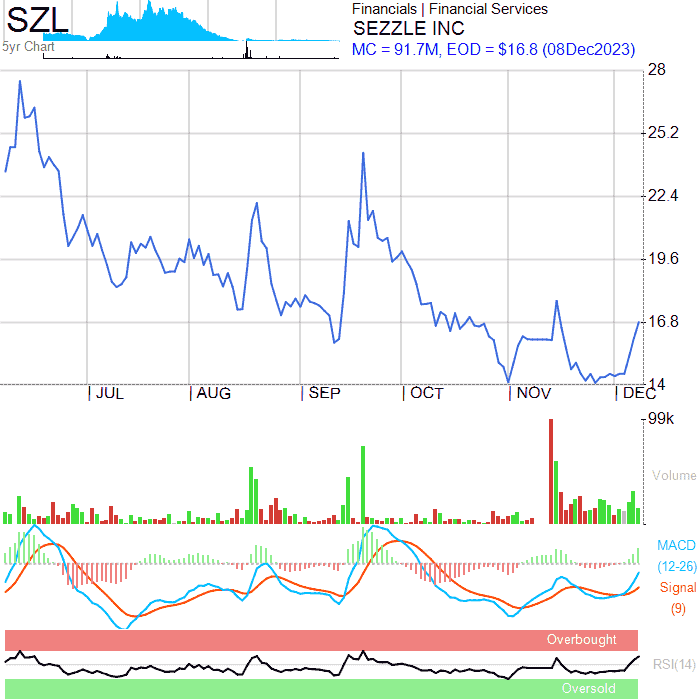 SZL
5yr Chart
Financials | Financial Services
SEZZLE INC
MC = 91.7M, EOD = $16.8 (08Dec2023)
28
25.2
22.4
19.6
16.8
14
|JUL |AUG |SEP |OCT |NOV |DEC
99k
Volume
MACD
(12-26)
Signal
(9)
Overbought
RSI(14)
Oversold